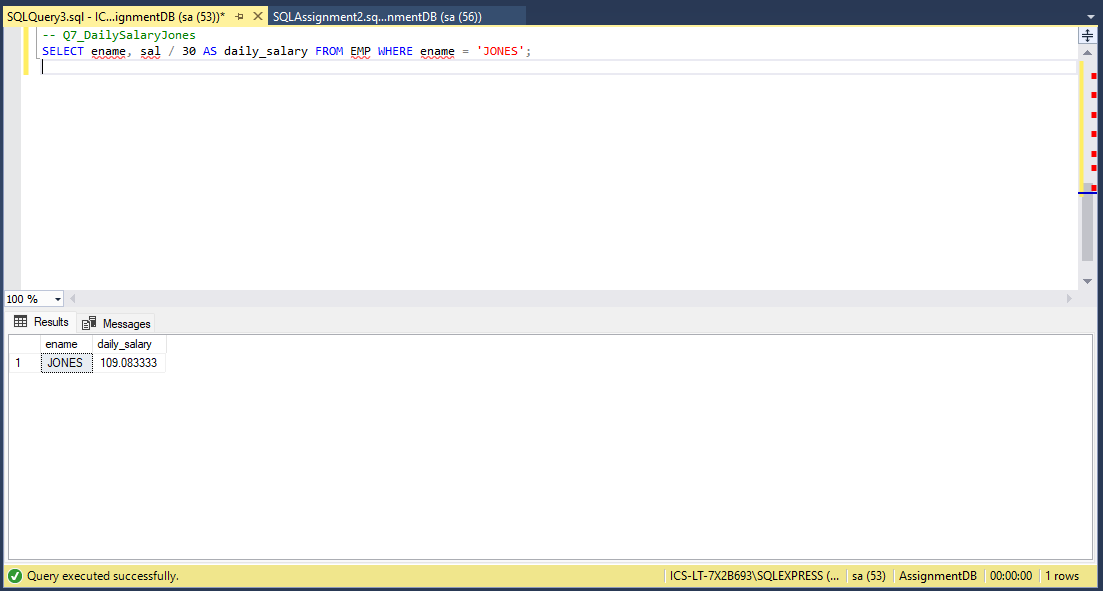 SQLQuery3.sql - IC...ignmentDB (sa (53))* SQLAssignment2.sq...nmentDB (sa (56))
-- Q7_DailySalaryJones
SELECT ename, sal / 30 AS daily_salary FROM EMP WHERE ename = 'JONES';
100 %
Results Messages
ename daily_salary
1 JONES 109.083333
Query executed successfully. ICS-LT-7X2B693\SQLEXPRESS (... sa (53) AssignmentDB 00:00:00 1 rows